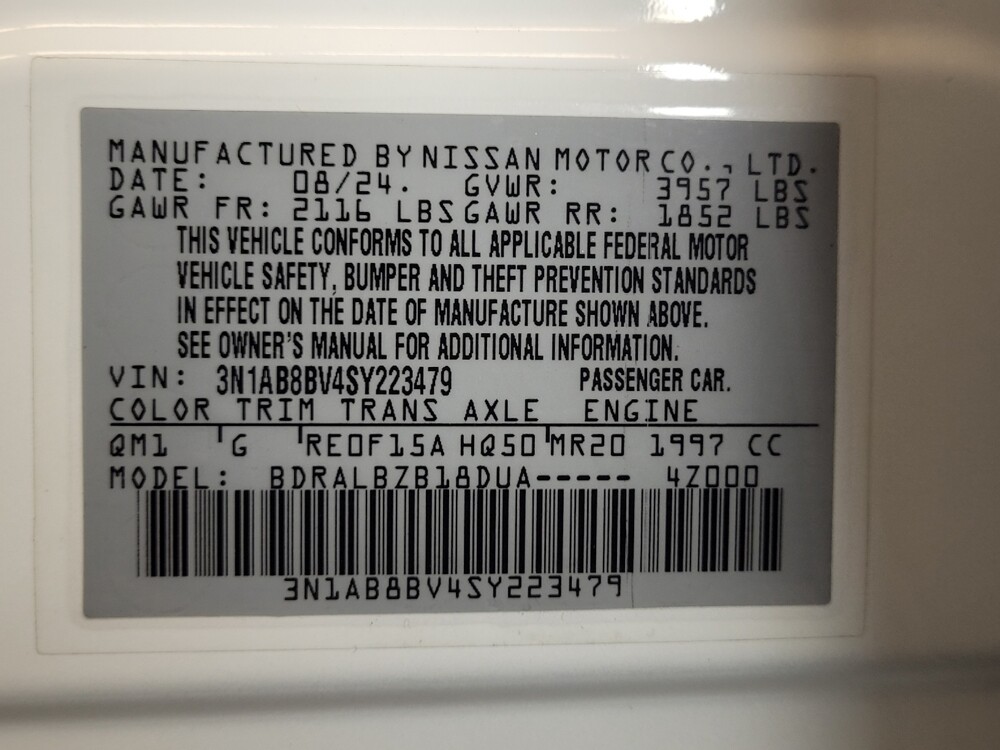 MANUFACTURED BY NISSAN MOTOR CO., LTD.
DATE: 08/24. GVWR: 3957 LBS
GAWR FR: 2116 LBS GAWR RR: 1852 LBS
THIS VEHICLE CONFORMS TO ALL APPLICABLE FEDERAL MOTOR
VEHICLE SAFETY, BUMPER AND THEFT PREVENTION STANDARDS
IN EFFECT ON THE DATE OF MANUFACTURE SHOWN ABOVE.
SEE OWNER'S MANUAL FOR ADDITIONAL INFORMATION.
VIN: 3N1AB8BV4SY223479 PASSENGER CAR.
COLOR TRIM TRANS AXLE ENGINE
QM1 G RE0F15A HQ50 MR20 1997 CC
MODEL: BDRALBZB18DUA----- 4Z000
3N1AB8BV4SY223479